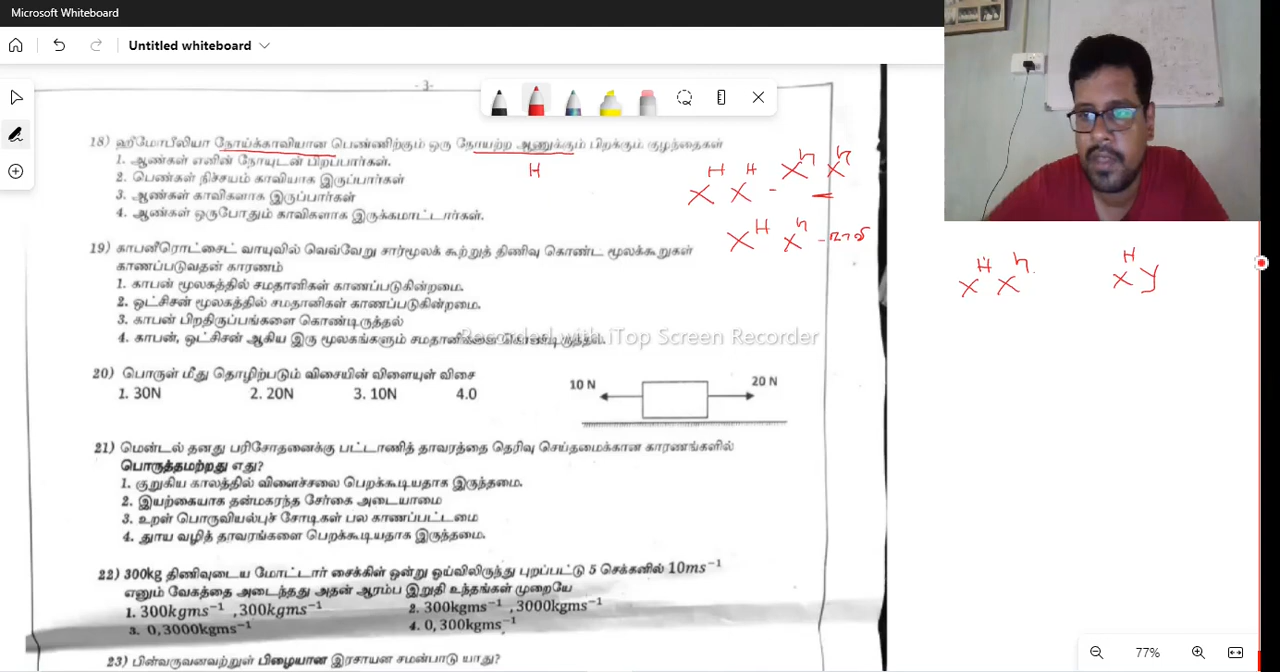 Microsoft Whiteboard
Untitled whiteboard
-3-
18) ஹீமோபீலியா நோய்க்காவியான பெண்ணிற்கும் ஒரு நோயற்ற ஆணுக்கும் பிறக்கும் குழந்தைகள்
1. ஆண்கள் எனின் நோயுடன் பிறப்பார்கள்.
2. பெண்கள் நிச்சயம் காவியாக இருப்பார்கள்
3. ஆண்கள் காவிகளாக இருப்பார்கள்
4. ஆண்கள் ஒருபோதும் காவிகளாக இருக்கமாட்டார்கள்.
H
X^H X^H - X^h X^h
X^H X^h -
X^H X^h
X^H y
19) காபனீரொட்சைட் வாயுவில் வெவ்வேறு சார்மூலக் கூற்றுத் திணிவு கொண்ட மூலக்கூறுகள்
காணப்படுவதன் காரணம்
1. காபன் மூலகத்தில் சமதானிகள் காணப்படுகின்றமை.
2. ஒட்சிசன் மூலகத்தில் சமதானிகள் காணப்படுகின்றமை.
3. காபன் பிறதிருப்பங்களை கொண்டிருத்தல்
4. காபன், ஒட்சிசன் ஆகிய இரு மூலகங்களும் சமதானிகளை கொண்டிருத்தல்.
Recorded with iTop Screen Recorder
20) பொருள் மீது தொழிற்படும் விசையின் விளையுள் விசை
1. 30N 2. 20N 3. 10N 4.0
10 N 20 N
21) மென்டல் தனது பரிசோதனைக்கு பட்டாணித் தாவரத்தை தெரிவு செய்தமைக்கான காரணங்களில்
பொருத்தமற்றது எது?
1. குறுகிய காலத்தில் விளைச்சலை பெறக்கூடியதாக இருந்தமை.
2. இயற்கையாக தன்மகரந்த சேர்கை அடையாமை
3. உறள் பொருவியல்புச் சோடிகள் பல காணப்பட்டமை
4. தூய வழித் தாவரங்களை பெறக்கூடியதாக இருந்தமை.
22) 300kg திணிவுடைய மோட்டார் சைக்கிள் ஒன்று ஓய்விலிருந்து புறப்பட்டு 5 செக்கனில் 10ms⁻¹
எனும் வேகத்தை அடைந்தது அதன் ஆரம்ப இறுதி உந்தங்கள் முறையே
1. 300kgms⁻¹ ,300kgms⁻¹ 2. 300kgms⁻¹ ,3000kgms⁻¹
3. 0,3000kgms⁻¹ 4. 0, 300kgms⁻¹
23) பின்வருவனவற்றுள் பிழையான இரசாயன சமன்பாடு யாது?
77%